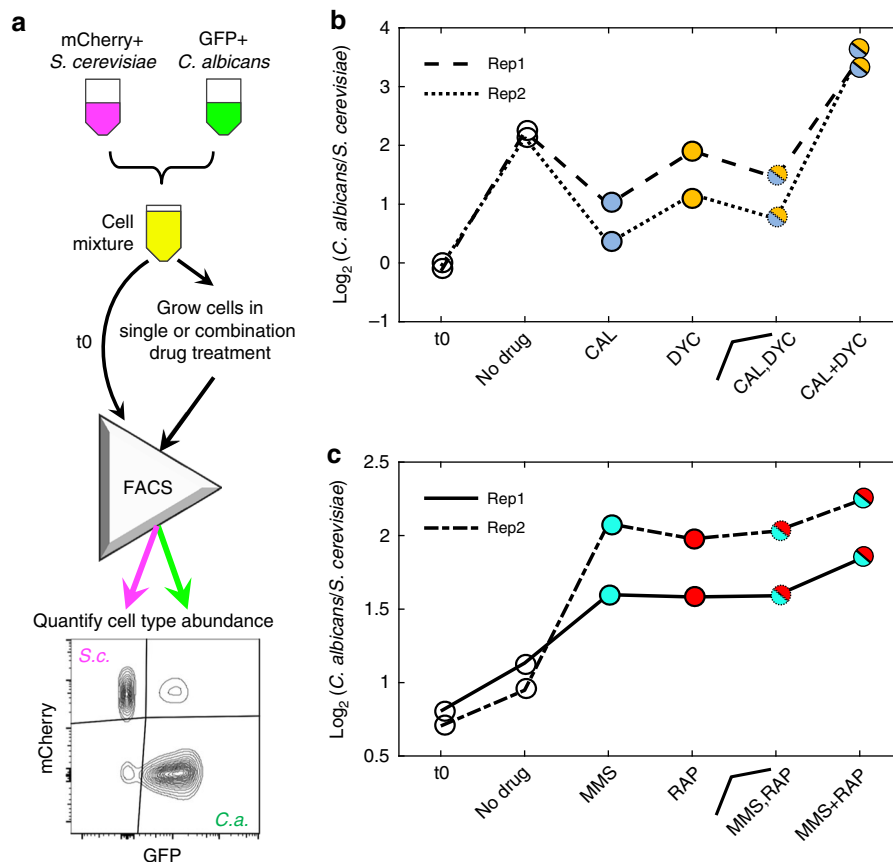 a
mCherry+
S. cerevisiae
GFP+
C. albicans
Cell
mixture
t0
Grow cells in
single or combination
drug treatment
FACS
Quantify cell type abundance
S.c.
mCherry
C.a.
GFP
b
4
3
2
1
0
−1
Log2 (C. albicans/S. cerevisiae)
Rep1
Rep2
t0
No drug
CAL
DYC
CAL,DYC
CAL+DYC
c
2.5
2
1.5
1
0.5
Log2 (C. albicans/S. cerevisiae)
Rep1
Rep2
t0
No drug
MMS
RAP
MMS,RAP
MMS+RAP